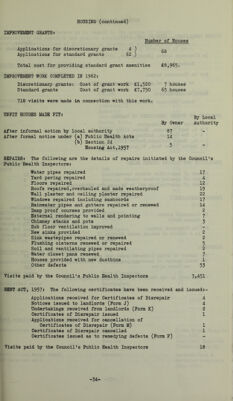 HOUSING (continued)
IMPROVEMENT GRANTS:
Number of Houses
Applications for discretionary grants 4 )
Applications for standard grants 62 ) 66
Total cost for providing standard grant amenities £8,965.
IMPROVEMENT WORK COMPLETED IN 1962:
Discretionary grants: Cost of grant work £1,520 7 houses
Standard grants Cost of grant work £7,750 65 houses
718 visits were made in connection with this work.
UNFIT HOUSES MADE FIT:
By Local
By Owner Authority
After informal notice by local authority 87 -
After formal notice under (a) Public Health Acts 12 -
(b) Section 9
Housing Act, 1957 5 -
REPAIRS: The following are the details of repairs initiated by the Council's
Public Health Inspectors:
Water pipes repaired 17
Yard paving repaired 4
Floors repaired 12
Roofs repaired, overhauled and made weatherproof 19
Wall plaster and ceiling plaster repaired 22
Windows repaired including sashcords 17
Rainwater pipes and gutters repaired or renewed 14
Damp proof courses provided 2
External rendering to walls and pointing 7
Chimney stacks and pots 3
Sub floor ventilation improved -
New sinks provided 2
Sink wastepipes repaired or renewed 5
Flushing cisterns renewed or repaired 5
Soil and ventilating pipes repaired 2
Water closet pans renewed 7
Houses provided with new dustbins 1
Other defects 53
Visits paid by the Council's Public Health Inspectors 3,451
RENT ACT, 1957: The following certificates have been received and issued:-
Applications received for Certificates of Disrepair 4
Notices issued to landlords (Form J) 4
Undertakings received from landlords (Form K)
Certificates of Disrepair issued 1
Applications received for cancellation of
Certificates of Disrepair (Form M) 1
Certificates of Disrepair cancelled 1
Certificates issued as to remedying defects (Form P) -
Visits paid by the Council's Public Health Inspectors 18